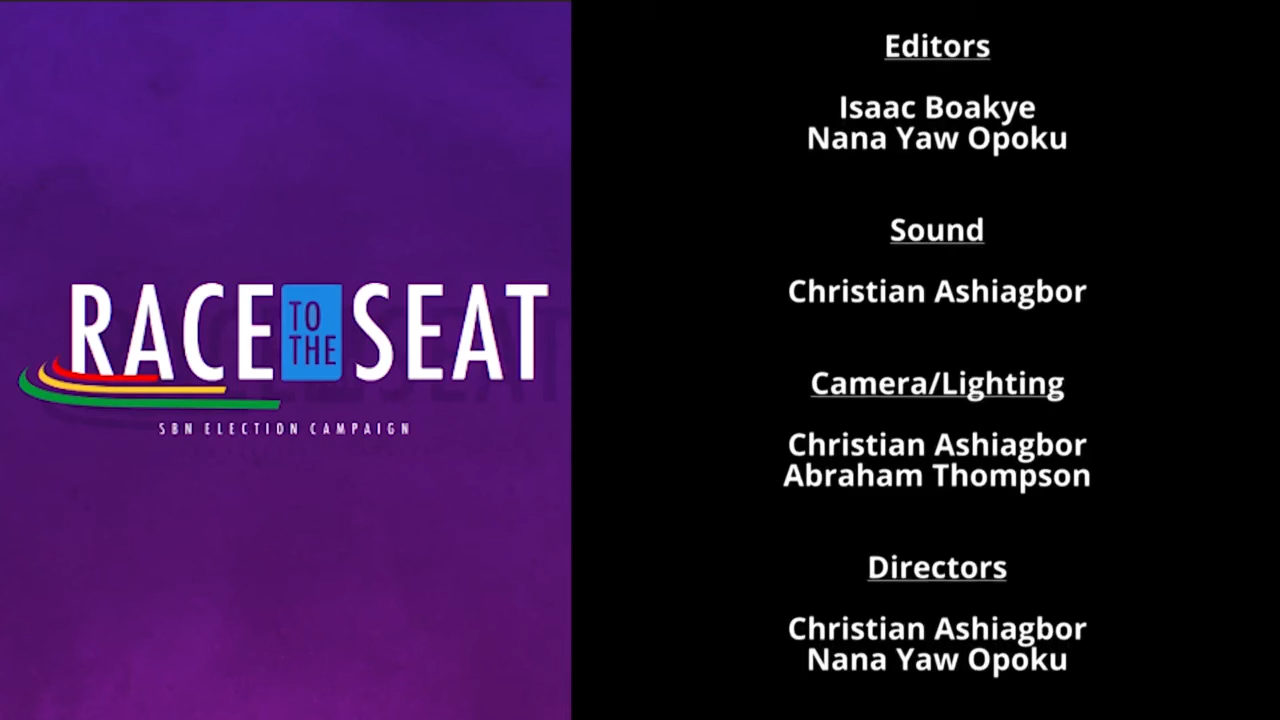 RACE TO THE SEAT
SBN ELECTION CAMPAIGN
Editors
Isaac Boakye
Nana Yaw Opoku
Sound
Christian Ashiagbor
Camera/Lighting
Christian Ashiagbor
Abraham Thompson
Directors
Christian Ashiagbor
Nana Yaw Opoku